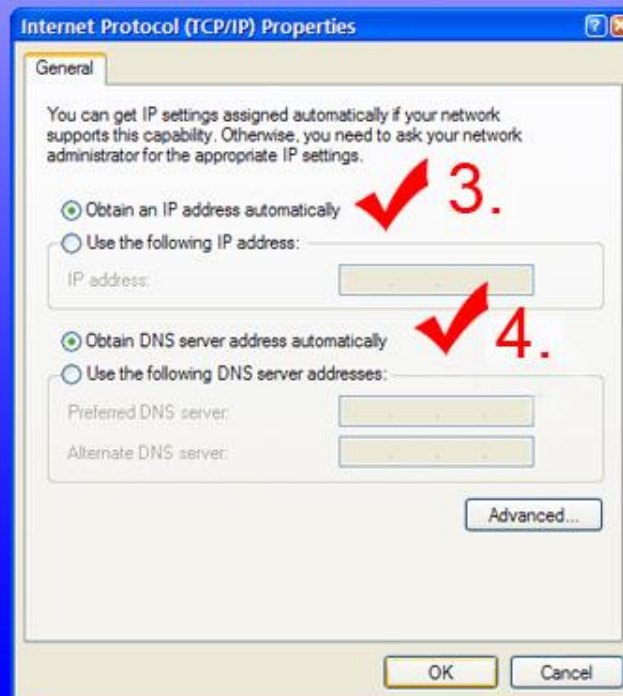 Internet Protocol (TCP/IP) Properties
General
You can get IP settings assigned automatically if your network
supports this capability. Otherwise, you need to ask your network
administrator for the appropriate IP settings.
Obtain an IP address automatically
3.
Use the following IP address:
IP address:
Obtain DNS server address automatically
4.
Use the following DNS server addresses:
Preferred DNS server:
Alternate DNS server:
Advanced...
OK
Cancel